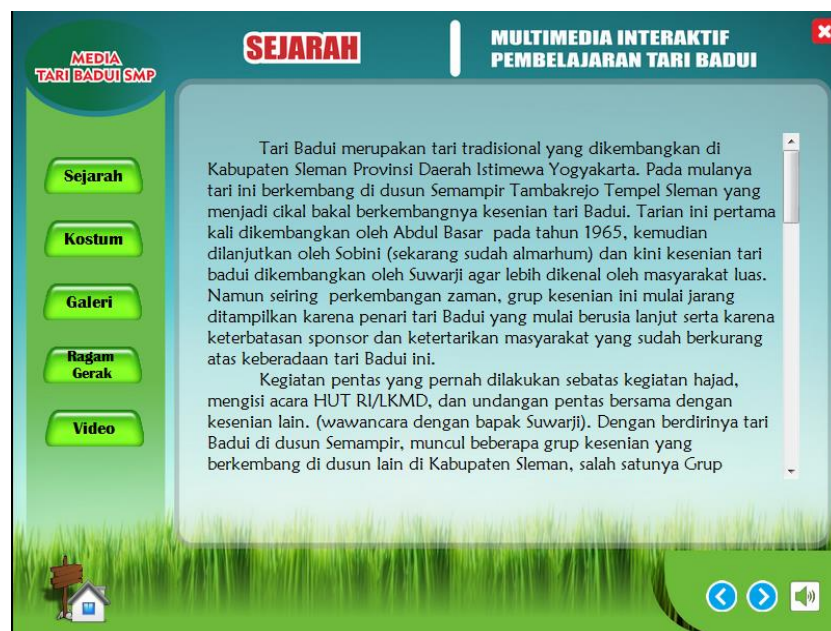 MEDIA
TARI BADUI SMP
SEJARAH
MULTIMEDIA INTERAKTIF
PEMBELAJARAN TARI BADUI
Sejarah
Kostum
Galeri
Ragam
Gerak
Video
Tari Badui merupakan tari tradisional yang dikembangkan di
Kabupaten Sleman Provinsi Daerah Istimewa Yogyakarta. Pada mulanya
tari ini berkembang di dusun Semampir Tambakrejo Tempel Sleman yang
menjadi cikal bakal berkembangnya kesenian tari Badui. Tarian ini pertama
kali dikembangkan oleh Abdul Basar pada tahun 1965, kemudian
dilanjutkan oleh Sobini (sekarang sudah almarhum) dan kini kesenian tari
badui dikembangkan oleh Suwarji agar lebih dikenal oleh masyarakat luas.
Namun seiring perkembangan zaman, grup kesenian ini mulai jarang
ditampilkan karena penari tari Badui yang mulai berusia lanjut serta karena
keterbatasan sponsor dan ketertarikan masyarakat yang sudah berkurang
atas keberadaan tari Badui ini.
Kegiatan pentas yang pernah dilakukan sebatas kegiatan hajad,
mengisi acara HUT RI/LKMD, dan undangan pentas bersama dengan
kesenian lain. (wawancara dengan bapak Suwarji). Dengan berdirinya tari
Badui di dusun Semampir, muncul beberapa grup kesenian yang
berkembang di dusun lain di Kabupaten Sleman, salah satunya Grup